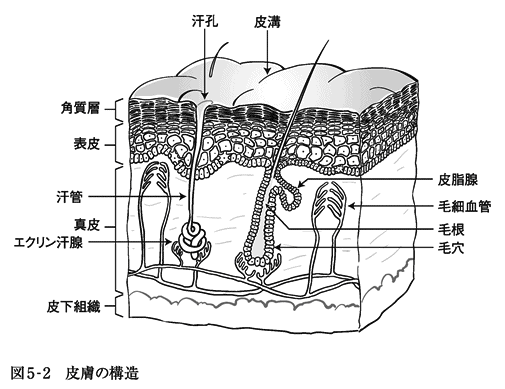 汗孔
皮溝
角質層
表皮
汗管
真皮
エクリン汗腺
皮下組織
皮脂腺
毛細血管
毛根
毛穴
図5-2 皮膚の構造